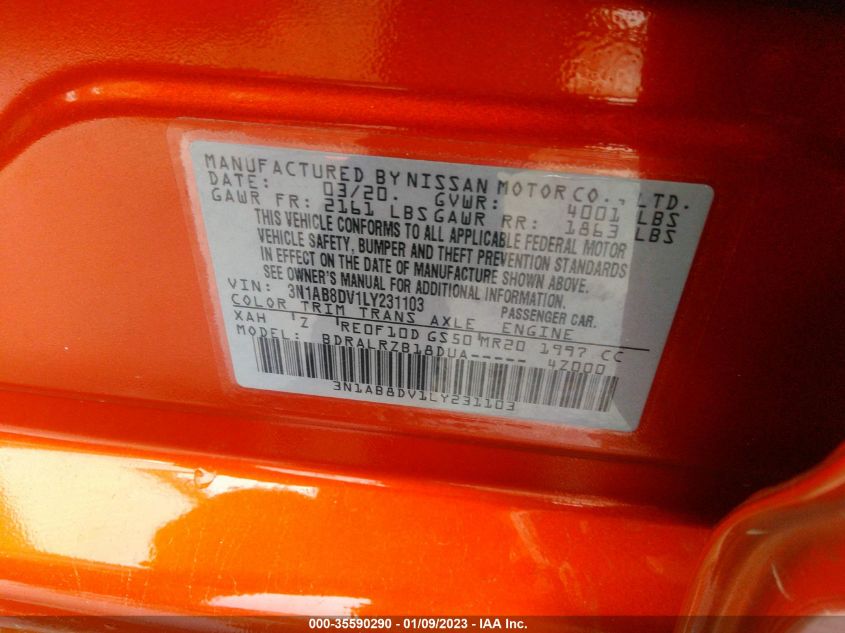 MANUFACTURED BY NISSAN MOTOR CO., LTD.
DATE: 03/20. GVWR: 4001 LBS
GAWR FR: 2161 LBS GAWR RR: 1863 LBS
THIS VEHICLE CONFORMS TO ALL APPLICABLE FEDERAL MOTOR
VEHICLE SAFETY, BUMPER AND THEFT PREVENTION STANDARDS
IN EFFECT ON THE DATE OF MANUFACTURE SHOWN ABOVE.
SEE OWNER'S MANUAL FOR ADDITIONAL INFORMATION.
VIN: 3N1AB8DV1LY231103 PASSENGER CAR.
COLOR TRIM TRANS AXLE ENGINE
XAH Z RE0F10D GS50 MR20 1997 CC
MODEL: BDRALRZB18DUA----- 4Z000
3N1AB8DV1LY231103
000-35590290 - 01/09/2023 - IAA Inc.